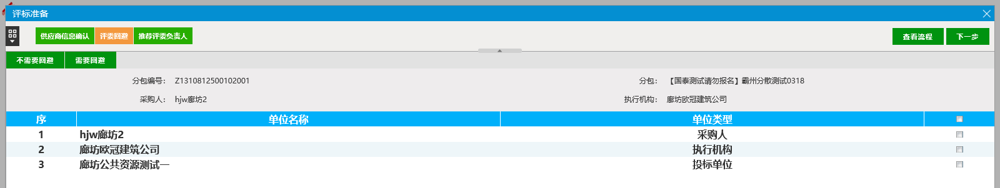 评标准备
供应商信息确认 评委回避 推荐评委负责人 查看流程 下一步
不需要回避 需要回避
分包编号： Z1310812500102001 分包： 【国泰测试请勿报名】霸州分散测试0318
采购人： hjw廊坊2 执行机构： 廊坊欧冠建筑公司
序 单位名称 单位类型
1 hjw廊坊2 采购人
2 廊坊欧冠建筑公司 执行机构
3 廊坊公共资源测试一 投标单位